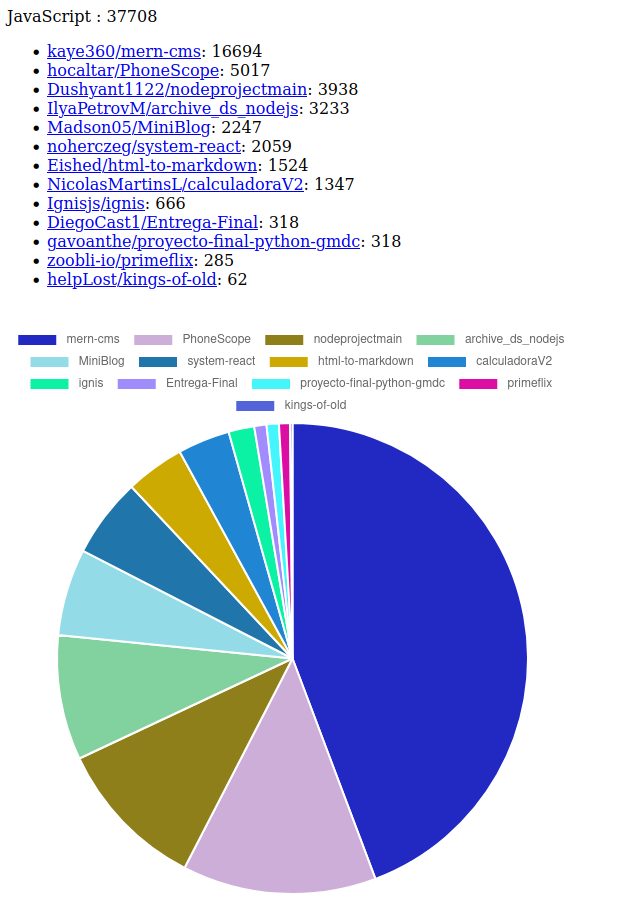 JavaScript : 37708
kaye360/mern-cms: 16694
hocaltar/PhoneScope: 5017
Dushyant1122/nodeprojectmain: 3938
IlyaPetrovM/archive_ds_nodejs: 3233
Madson05/MiniBlog: 2247
noherczeg/system-react: 2059
Eished/html-to-markdown: 1524
NicolasMartinsL/calculadoraV2: 1347
Ignisjs/ignis: 666
DiegoCast1/Entrega-Final: 318
gavoanthe/proyecto-final-python-gmdc: 318
zoobli-io/primeflix: 285
helpLost/kings-of-old: 62
mern-cms PhoneScope nodeprojectmain archive_ds_nodejs
MiniBlog system-react html-to-markdown calculadoraV2
ignis Entrega-Final proyecto-final-python-gmdc primeflix
kings-of-old